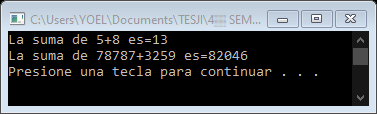 C:\Users\YOEL\Documents\TESJI\4 SEM...
La suma de 5+8 es=13
La suma de 78787+3259 es=82046
Presione una tecla para continuar . . .